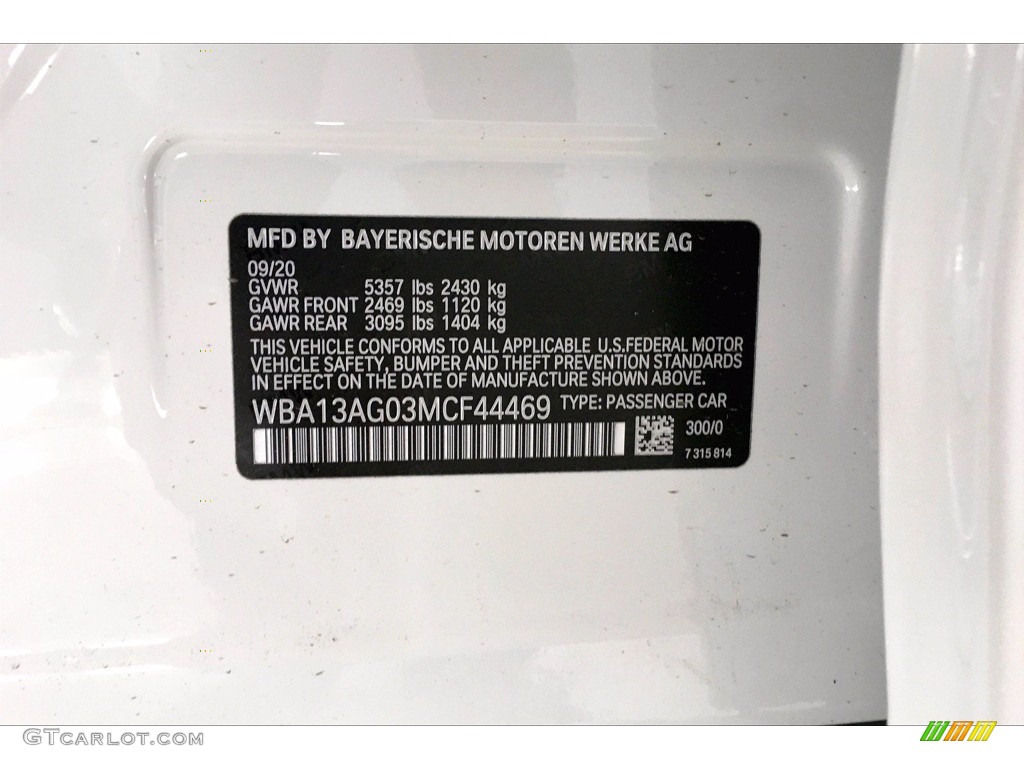 MFD BY BAYERISCHE MOTOREN WERKE AG
09/20
GVWR 5357 lbs 2430 kg
GAWR FRONT 2469 lbs 1120 kg
GAWR REAR 3095 lbs 1404 kg
THIS VEHICLE CONFORMS TO ALL APPLICABLE U.S.FEDERAL MOTOR
VEHICLE SAFETY, BUMPER AND THEFT PREVENTION STANDARDS
IN EFFECT ON THE DATE OF MANUFACTURE SHOWN ABOVE.
WBA13AG03MCF44469 TYPE: PASSENGER CAR
300/0
7 315 814
GTCARLOT.COM